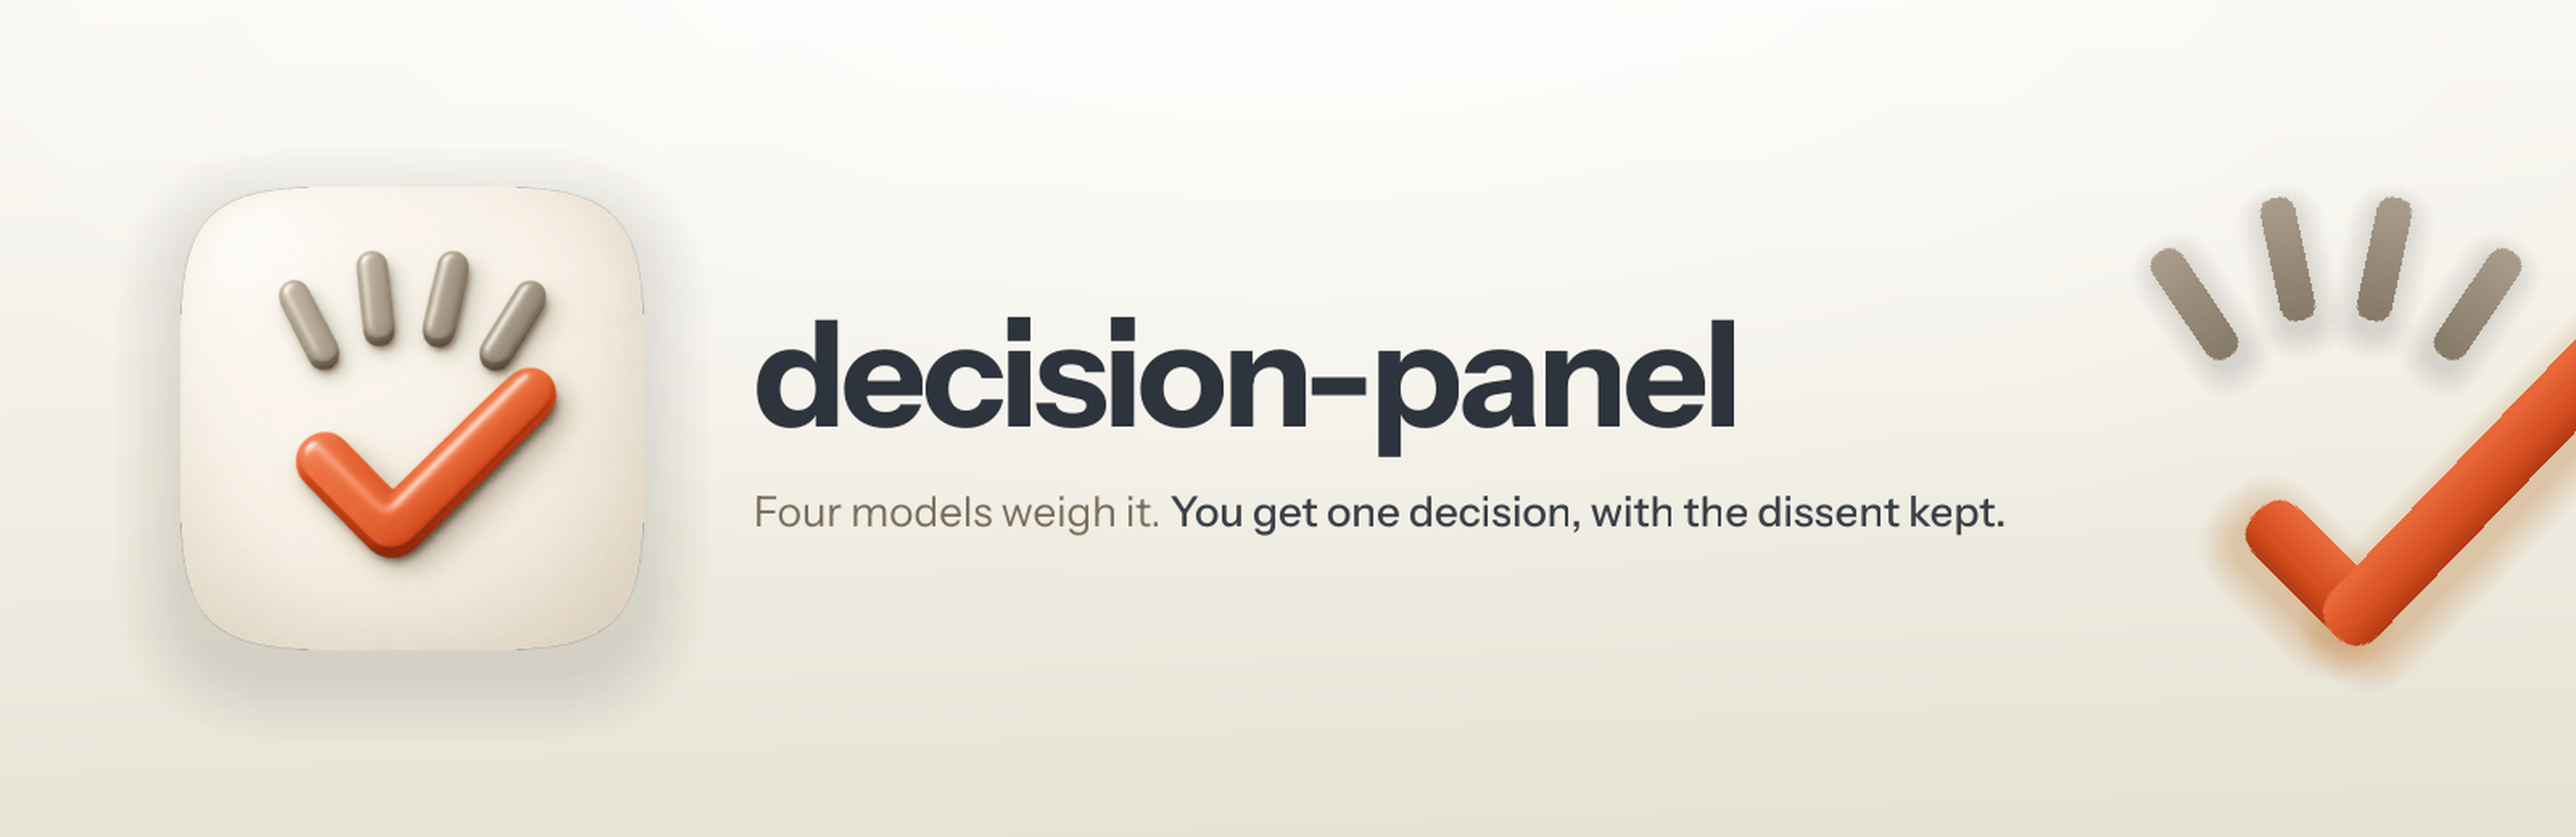 decision-panel
Four models weigh it. You get one decision, with the dissent kept.